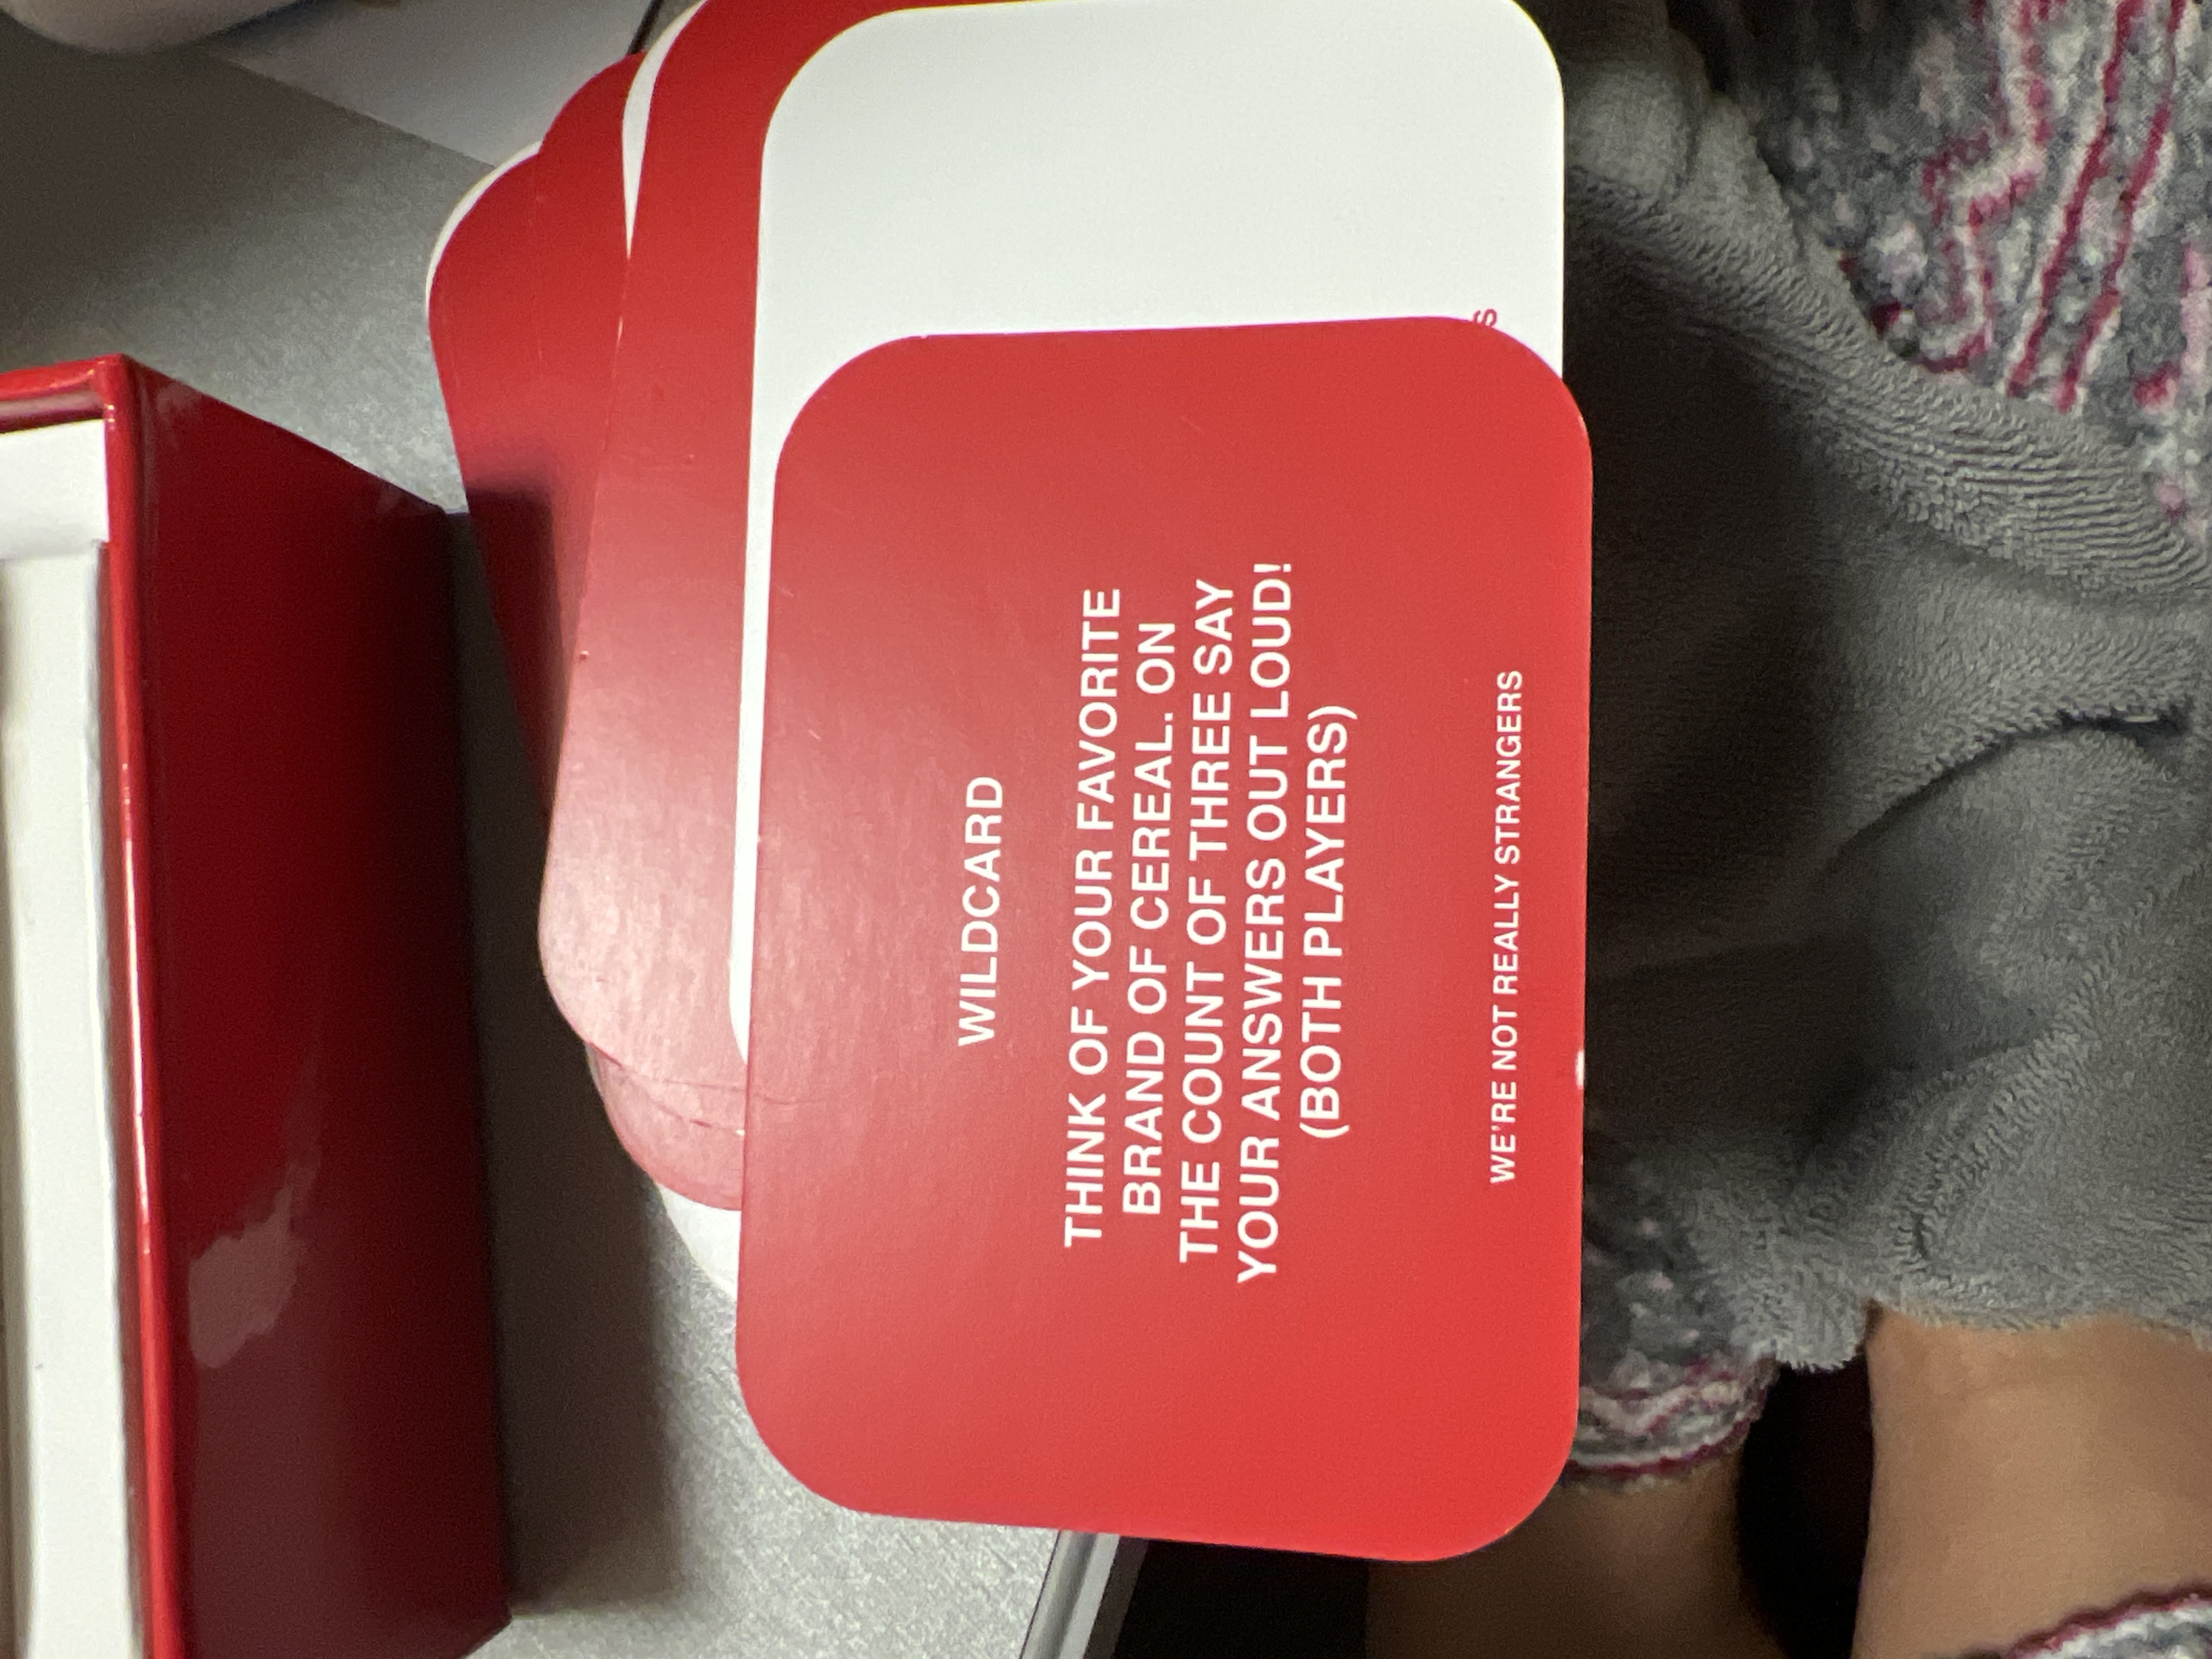 WILDCARD
THINK OF YOUR FAVORITE
BRAND OF CEREAL. ON
THE COUNT OF THREE SAY
YOUR ANSWERS OUT LOUD!
(BOTH PLAYERS)
WE'RE NOT REALLY STRANGERS
S